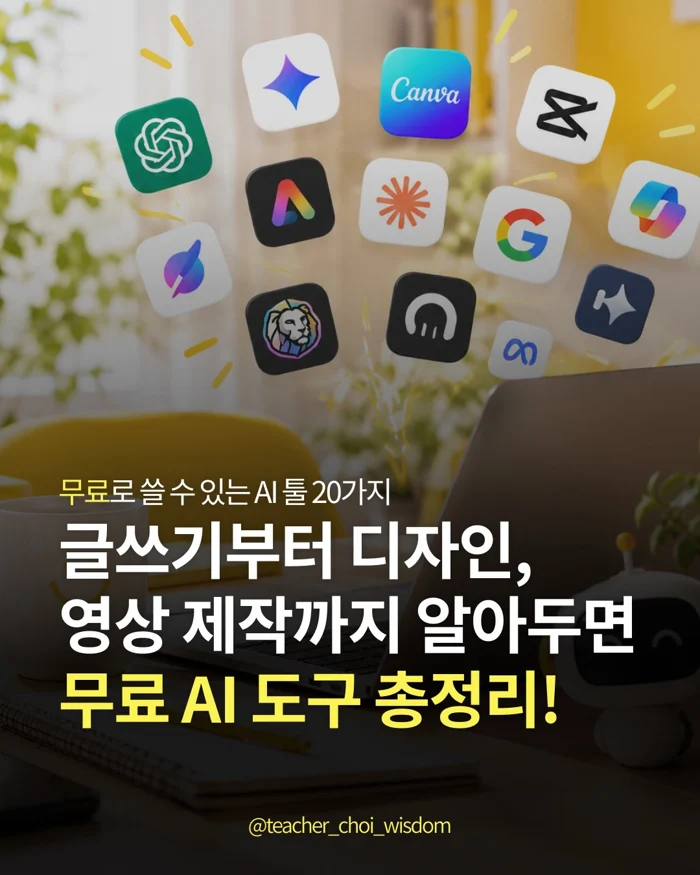 Canva
무료로 쓸 수 있는 AI 툴 20가지
글쓰기부터 디자인,
영상 제작까지 알아두면
무료 AI 도구 총정리!
@teacher_choi_wisdom